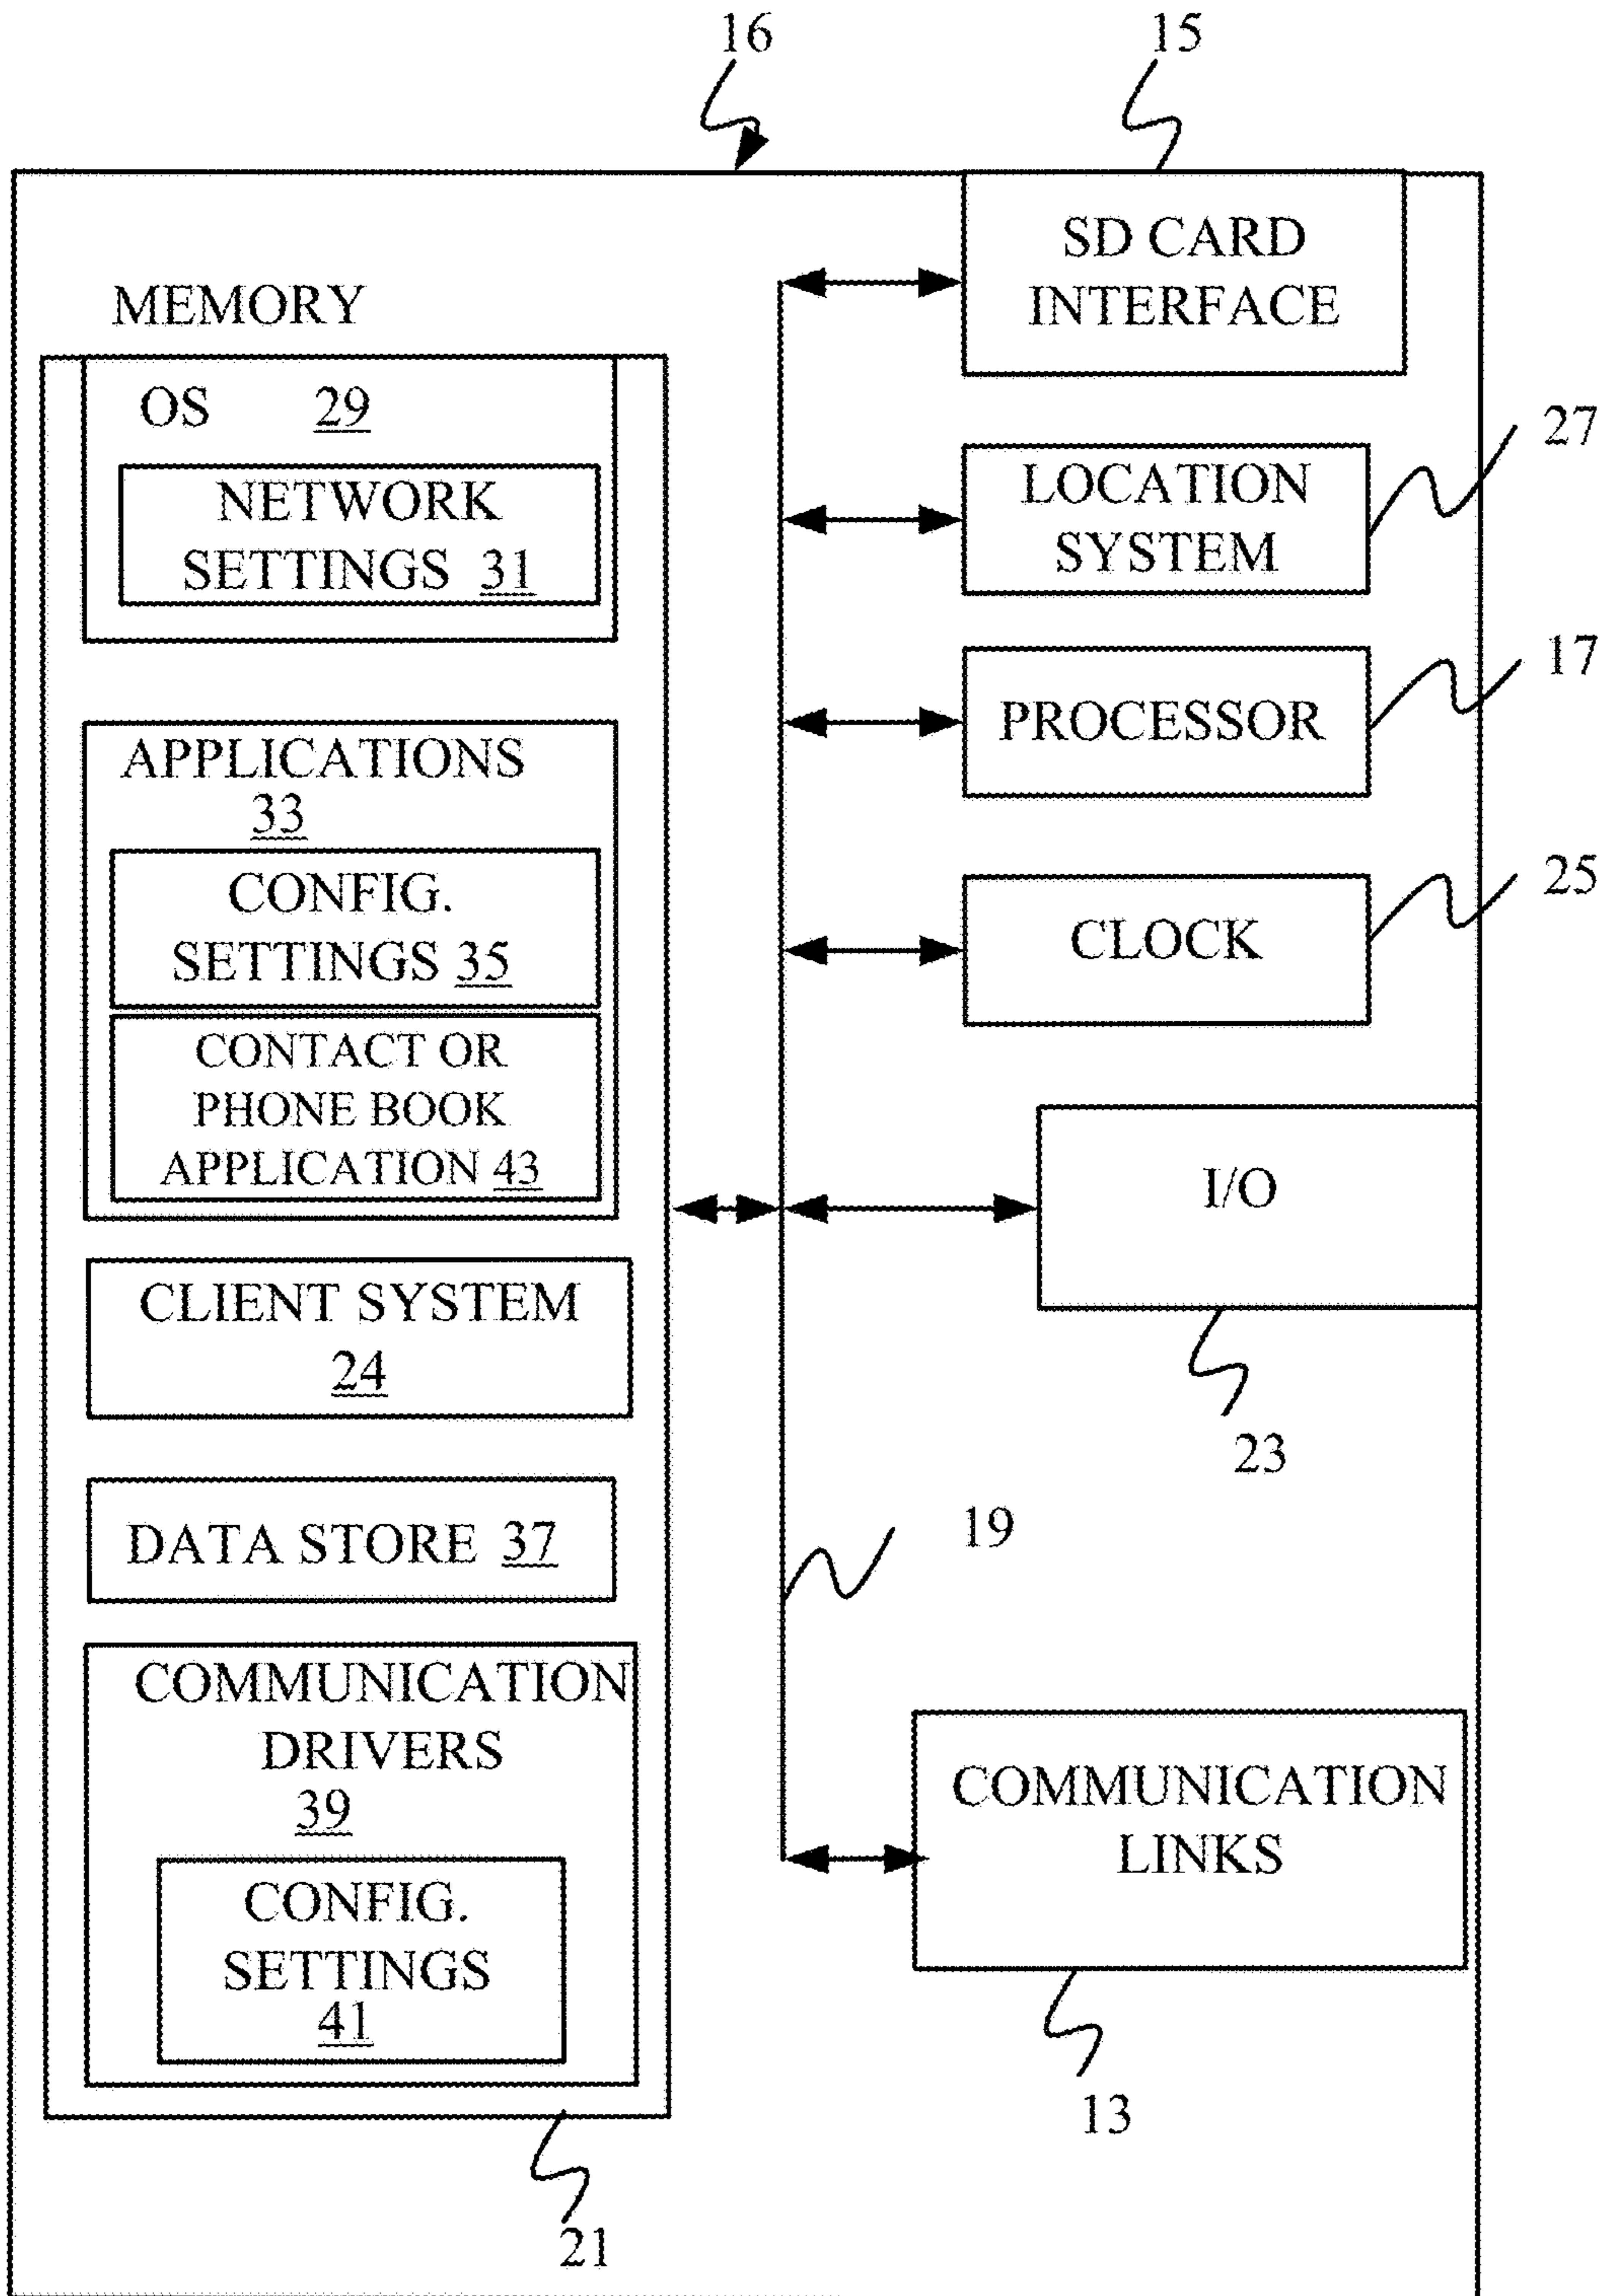 16
15
MEMORY
OS 29
NETWORK
SETTINGS 31
APPLICATIONS
33
CONFIG.
SETTINGS 35
CONTACT OR
PHONE BOOK
APPLICATION 43
CLIENT SYSTEM
24
DATA STORE 37
COMMUNICATION
DRIVERS
39
CONFIG.
SETTINGS
41
21
SD CARD
INTERFACE
LOCATION
SYSTEM
27
PROCESSOR
17
CLOCK
25
I/O
23
19
COMMUNICATION
LINKS
13